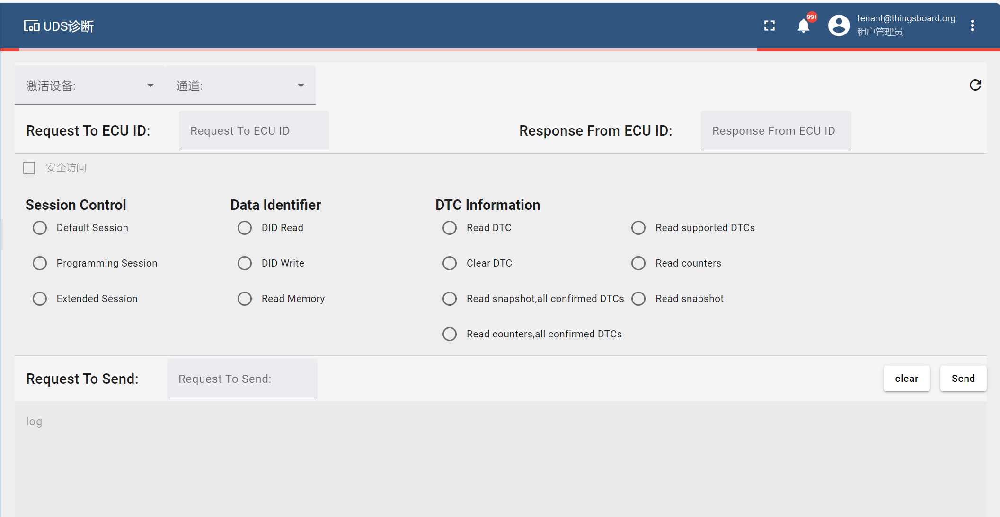 UDS诊断
99+
tenant@thingsboard.org
租户管理员
激活设备:
通道:
Request To ECU ID:
Request To ECU ID
Response From ECU ID:
Response From ECU ID
安全访问
Session Control
Data Identifier
DTC Information
Default Session
DID Read
Read DTC
Read supported DTCs
Programming Session
DID Write
Clear DTC
Read counters
Extended Session
Read Memory
Read snapshot,all confirmed DTCs
Read snapshot
Read counters,all confirmed DTCs
Request To Send:
Request To Send:
clear
Send
log